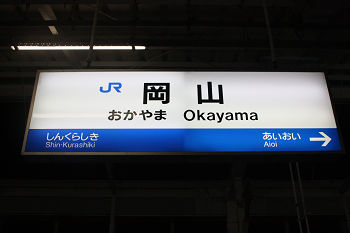 JR 岡山
おかやま Okayama
しんくらしき あいおい →
Shin-Kurashiki Aioi